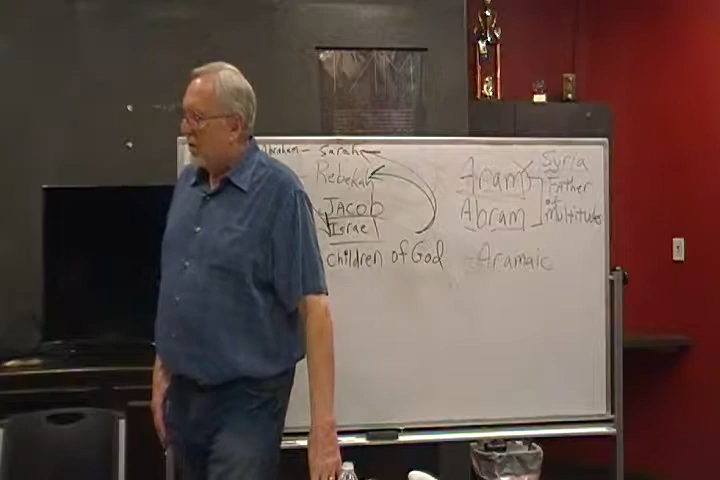 Abraham - Sarah
Rebekah
JACOB
Israel
children of God
Aram
Abram
Syria
Father
of
Multitudes
Aramaic